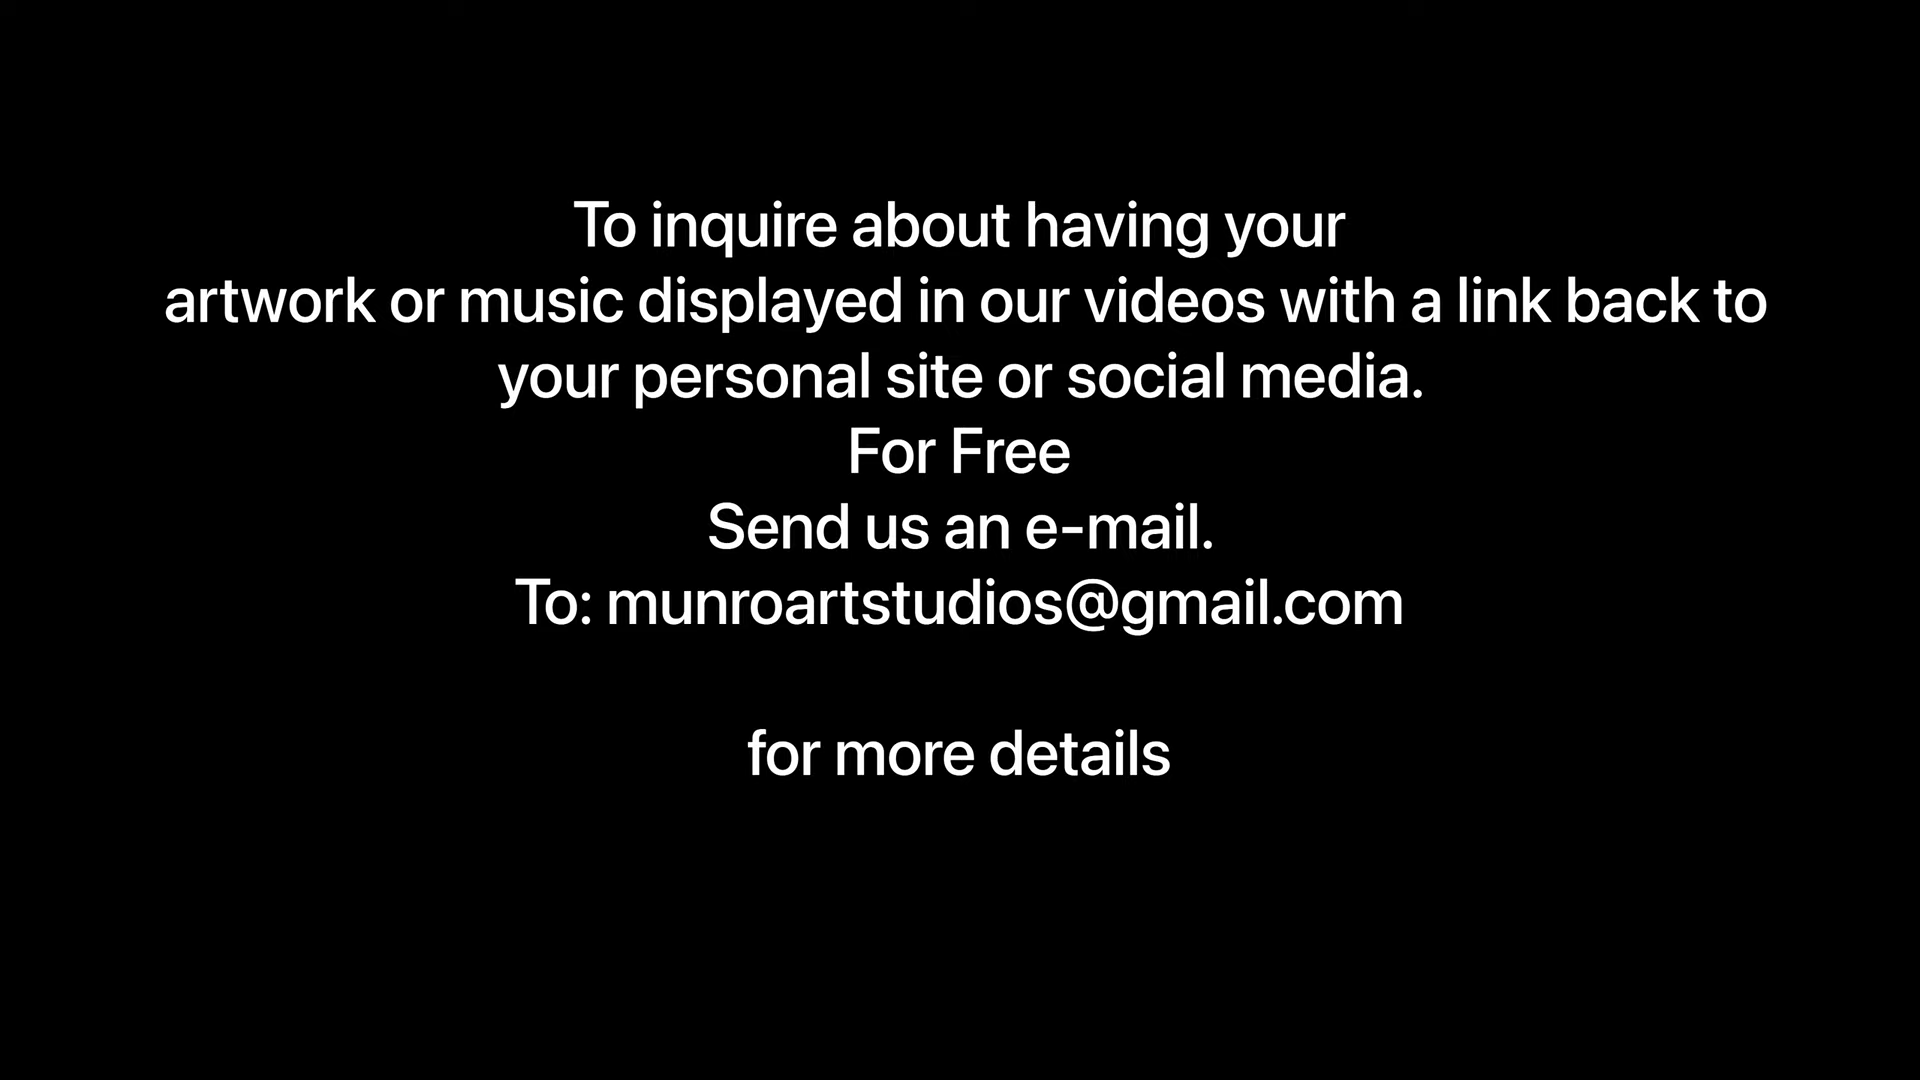 To inquire about having your
artwork or music displayed in our videos with a link back to
your personal site or social media.
For Free
Send us an e-mail.
To: munroartstudios@gmail.com
for more details